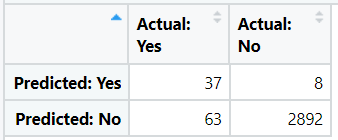 Actual: Yes Actual: No
Predicted: Yes 37 8
Predicted: No 63 2892